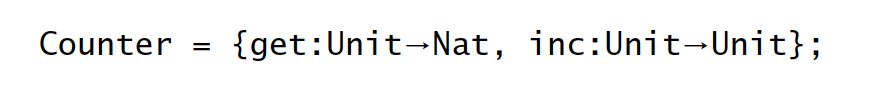 Counter = {get:Unit→Nat, inc:Unit→Unit};